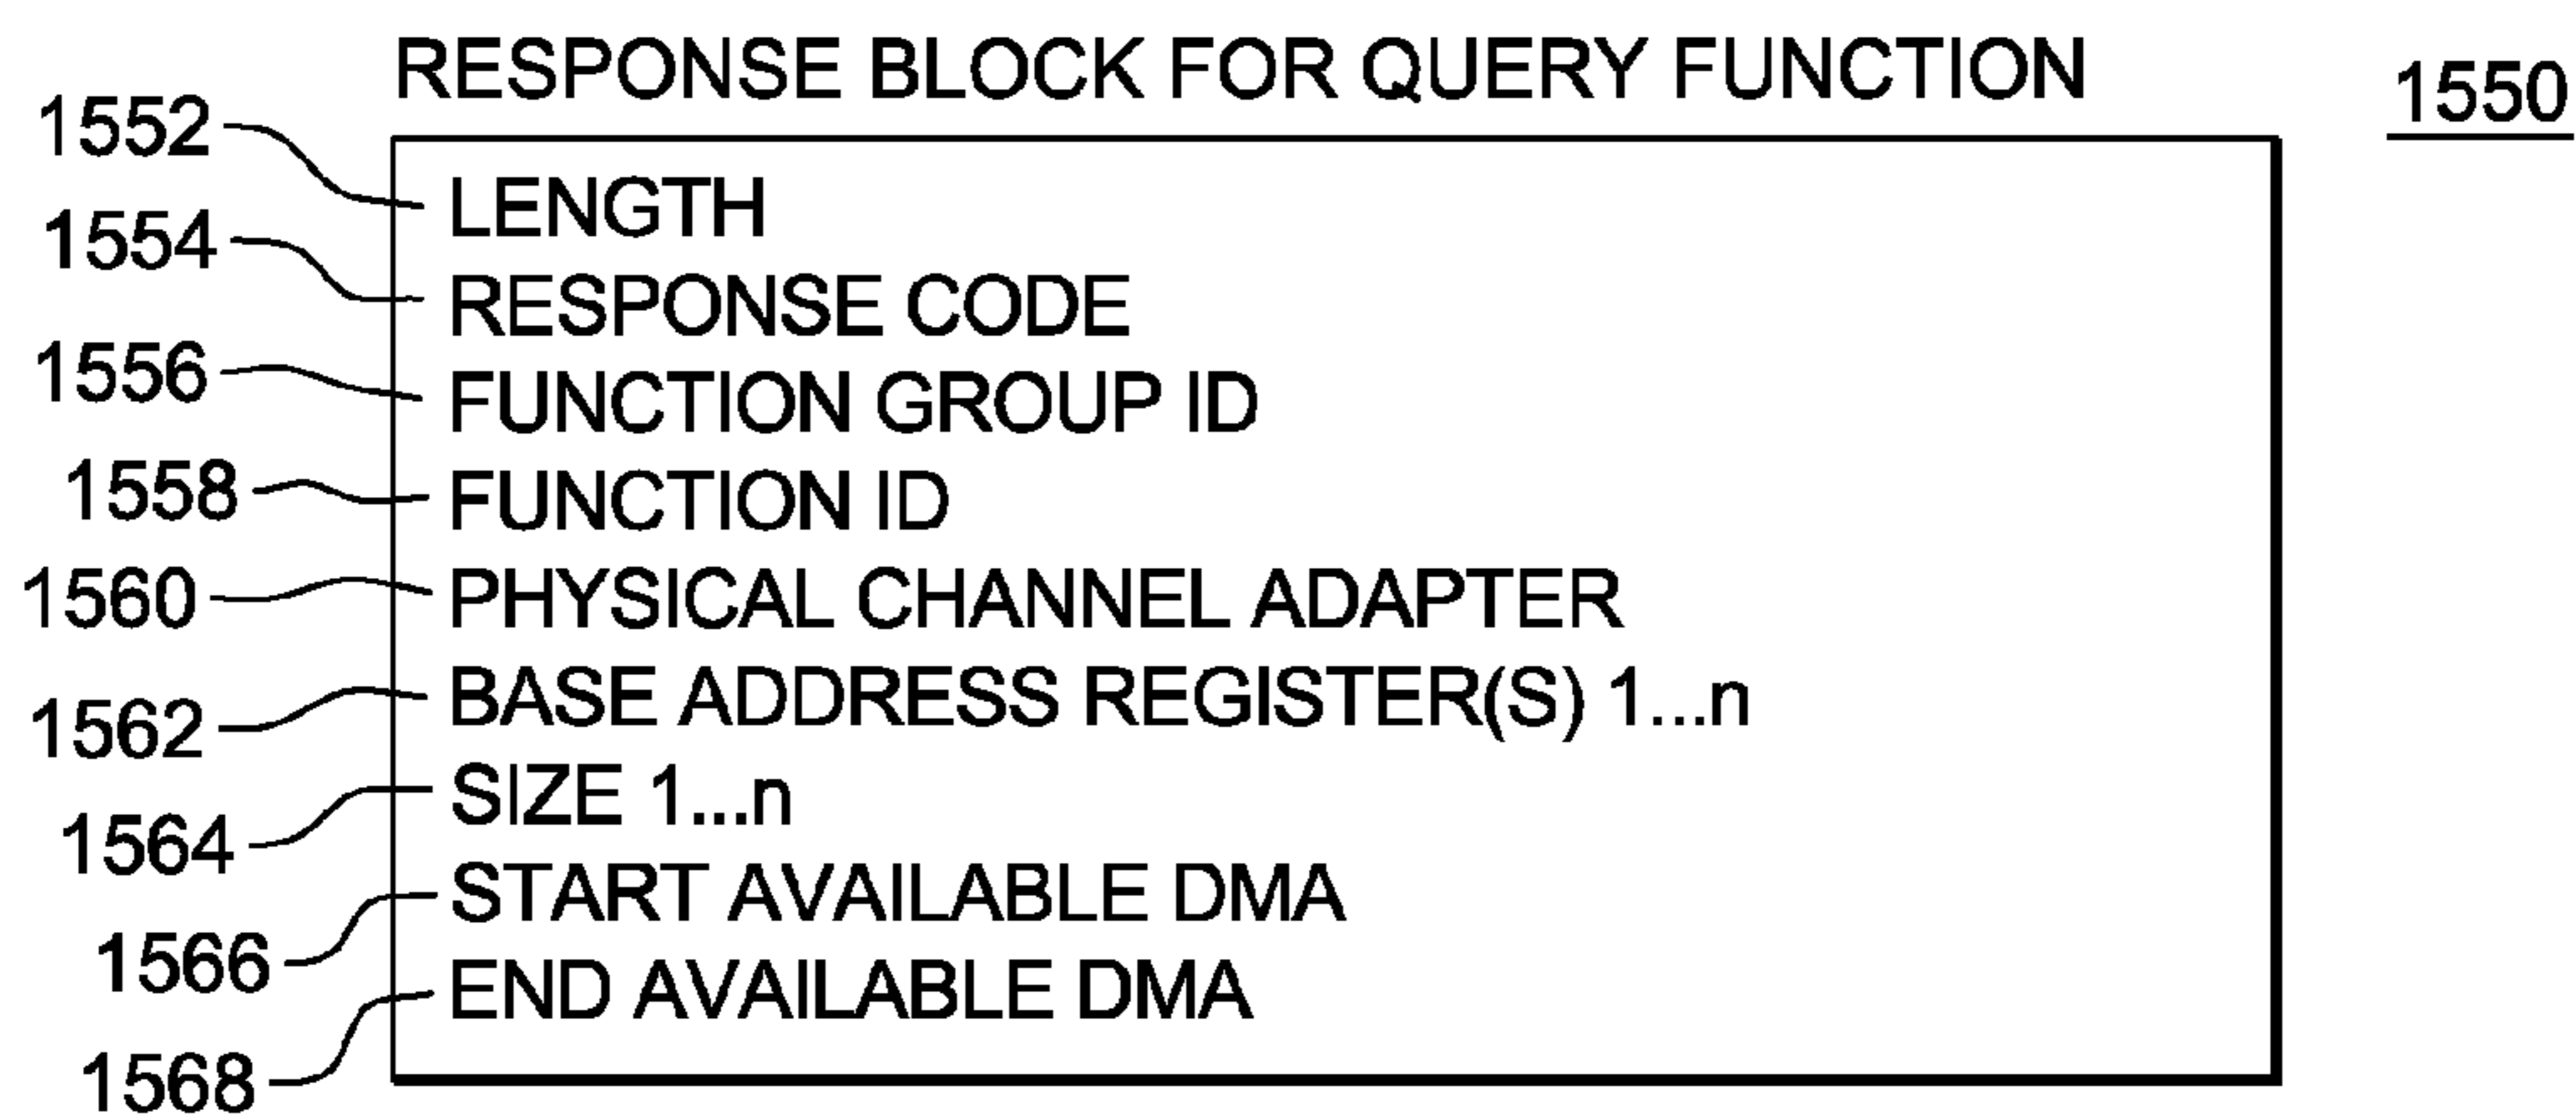 RESPONSE BLOCK FOR QUERY FUNCTION 1550
1552 LENGTH
1554 RESPONSE CODE
1556 FUNCTION GROUP ID
1558 FUNCTION ID
1560 PHYSICAL CHANNEL ADAPTER
1562 BASE ADDRESS REGISTER(S) 1...n
1564 SIZE 1...n
1566 START AVAILABLE DMA
1568 END AVAILABLE DMA